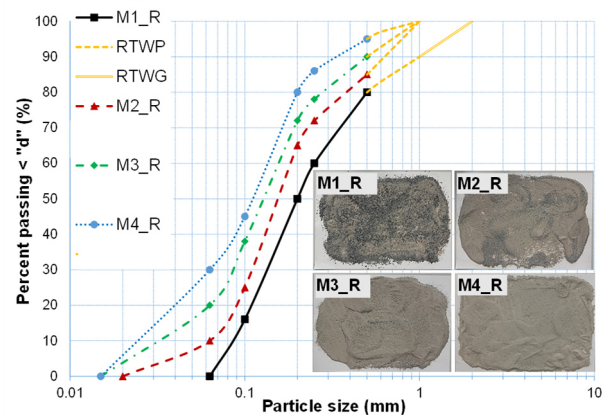 Percent passing < "d" (%)
100
90
80
70
60
50
40
30
20
10
0
M1_R
RTWP
RTWG
M2_R
M3_R
M4_R
M1_R
M2_R
M3_R
M4_R
0.01
0.1
1
10
Particle size (mm)